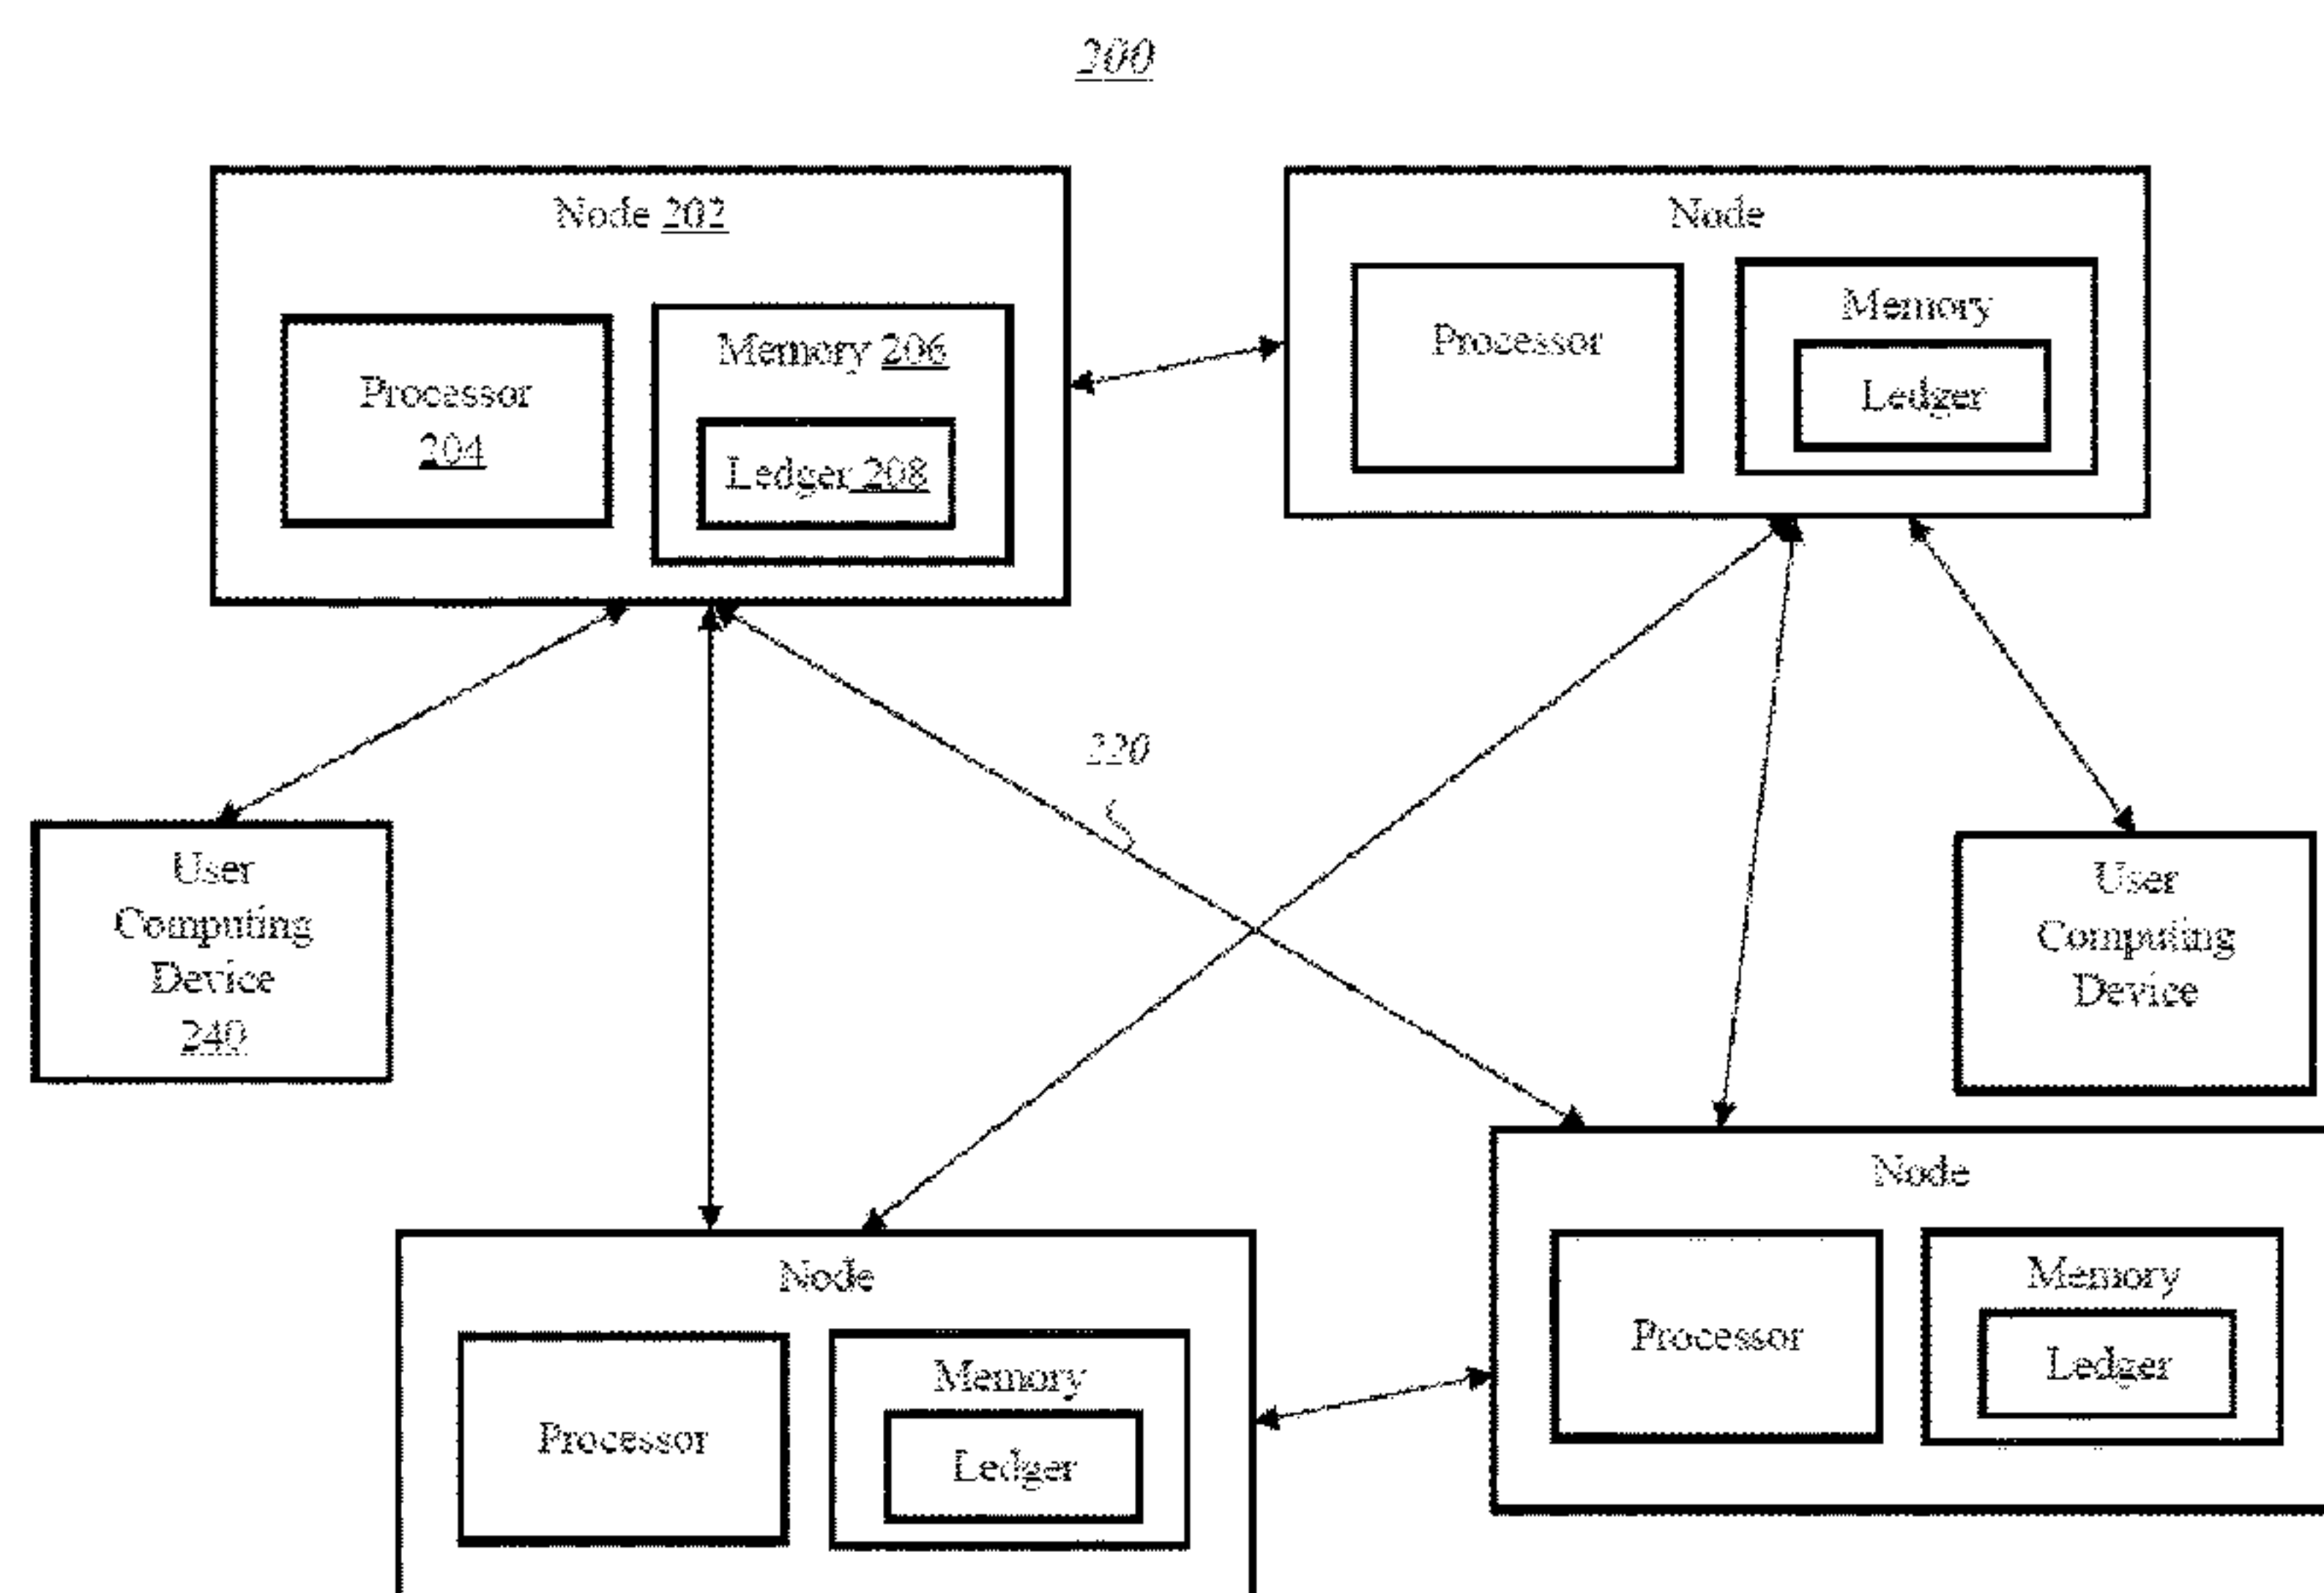 200
Node 202
Processor
204
Memory 206
Ledger 208
Node
Processor
Memory
Ledger
220
User
Computing
Device
240
User
Computing
Device
Node
Processor
Memory
Ledger
Node
Processor
Memory
Ledger